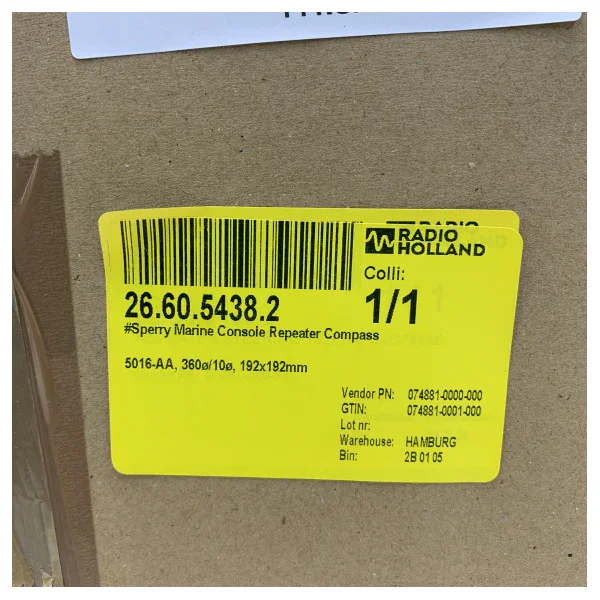 RADIO
HOLLAND
Colli:
26.60.5438.2
1/1
#Sperry Marine Console Repeater Compass
5016-AA, 360ø/10ø, 192x192mm
Vendor PN: 074881-0000-000
GTIN: 074881-0001-000
Lot nr:
Warehouse: HAMBURG
Bin: 2B 01 05